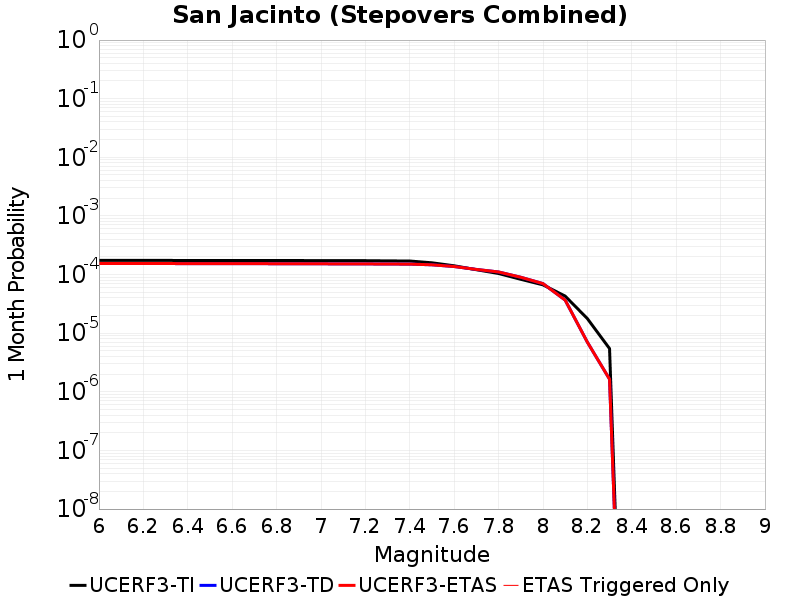 San Jacinto (Stepovers Combined)
10^0
10^-1
10^-2
10^-3
10^-4
10^-5
10^-6
10^-7
10^-8
1 Month Probability
6 6.2 6.4 6.6 6.8 7 7.2 7.4 7.6 7.8 8 8.2 8.4 8.6 8.8 9
Magnitude
UCERF3-TI UCERF3-TD UCERF3-ETAS ETAS Triggered Only